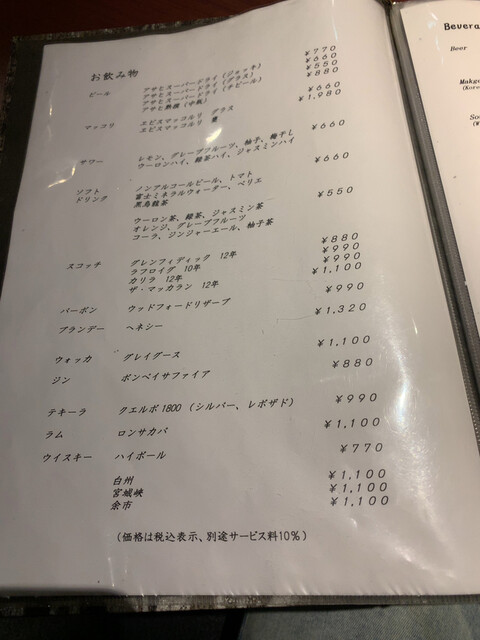 お飲み物
ビール アサヒスーパードライ（ジョッキ） ￥７７０
アサヒスーパードライ（グラス） ￥６６０
アサヒスーパードライ（小ビール） ￥５５０
アサヒ熟撰（中瓶） ￥８８０
マッコリ エビスマッコルリ グラス ￥６６０
エビスマッコルリ 甕 ￥１,９８０
サワー レモン、グレープフルーツ、柚子、梅干し ￥６６０
ウーロンハイ、緑茶ハイ、ジャスミンハイ
ソフト ノンアルコールビール、トマト ￥６６０
ドリンク 富士ミネラルウォーター、ペリエ
黒烏龍茶
ウーロン茶、緑茶、ジャスミン茶 ￥５５０
オレンジ、グレープフルーツ
コーラ、ジンジャーエール、柚子茶
スコッチ グレンフィディック 12年 ￥８８０
ラフロイグ 10年 ￥９９０
カリラ 12年 ￥９９０
ザ・マッカラン 12年 ￥１,１００
バーボン ウッドフォードリザーブ ￥９９０
ブランデー ヘネシー ￥１,３２０
ウォッカ グレイグース ￥１,１００
ジン ボンベイサファイア ￥８８０
テキーラ クエルボ1800（シルバー、レポザド） ￥９９０
ラム ロンサカパ ￥１,１００
ウイスキー ハイボール ￥７７０
白州 ￥１,１００
宮城峡 ￥１,１００
余市 ￥１,１００
（価格は税込表示、別途サービス料10％）
Bevera
Beer
Makg
(Kore
So